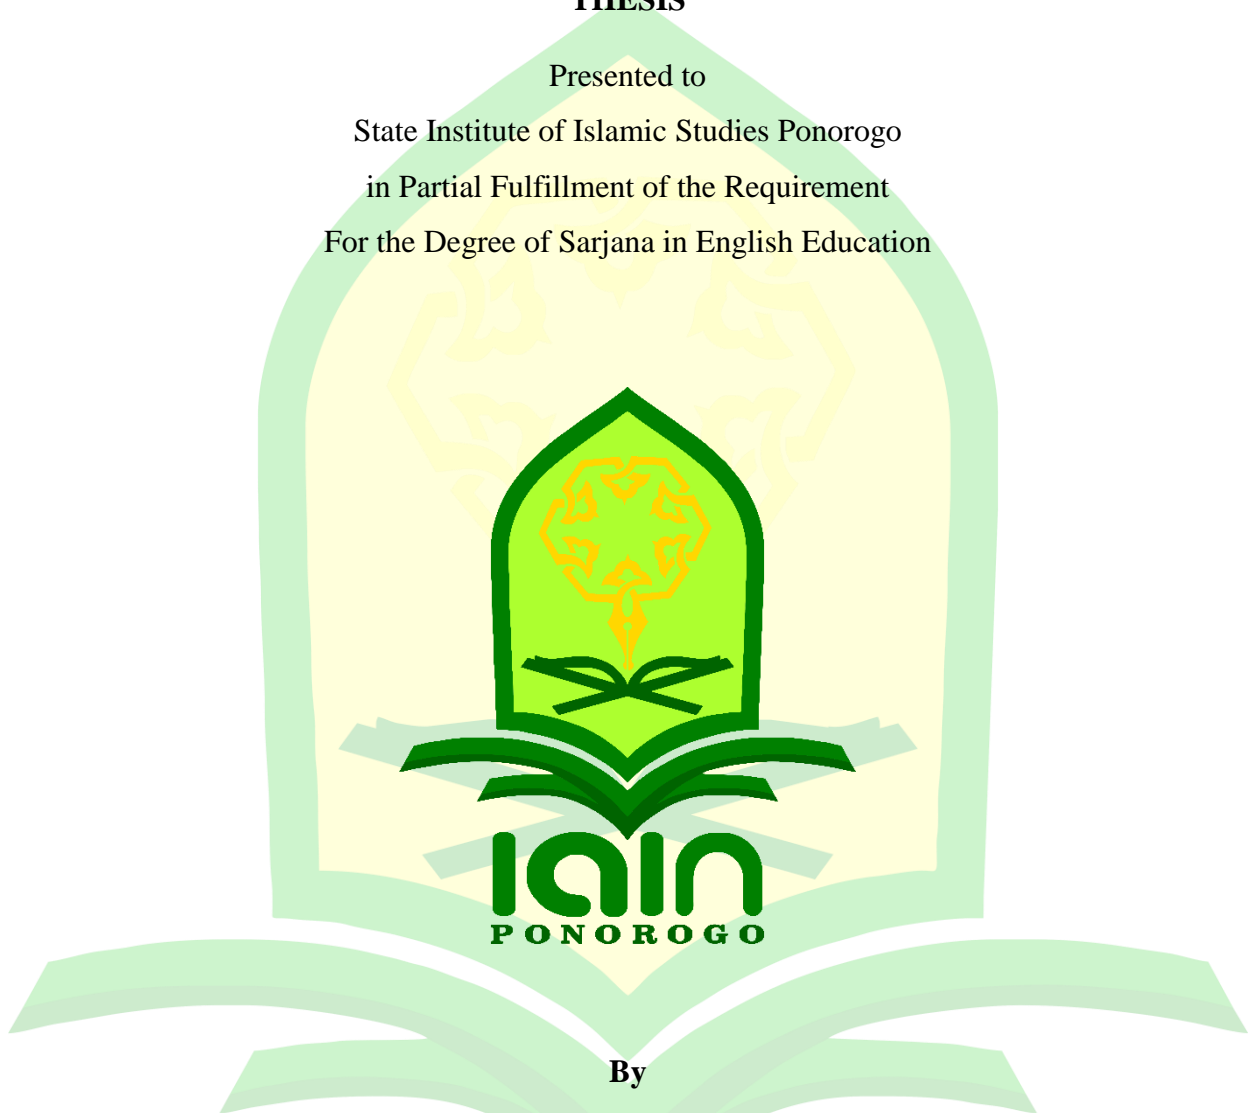 THESIS
Presented to
State Institute of Islamic Studies Ponorogo
in Partial Fulfillment of the Requirement
For the Degree of Sarjana in English Education
IAIN
PONOROGO
By